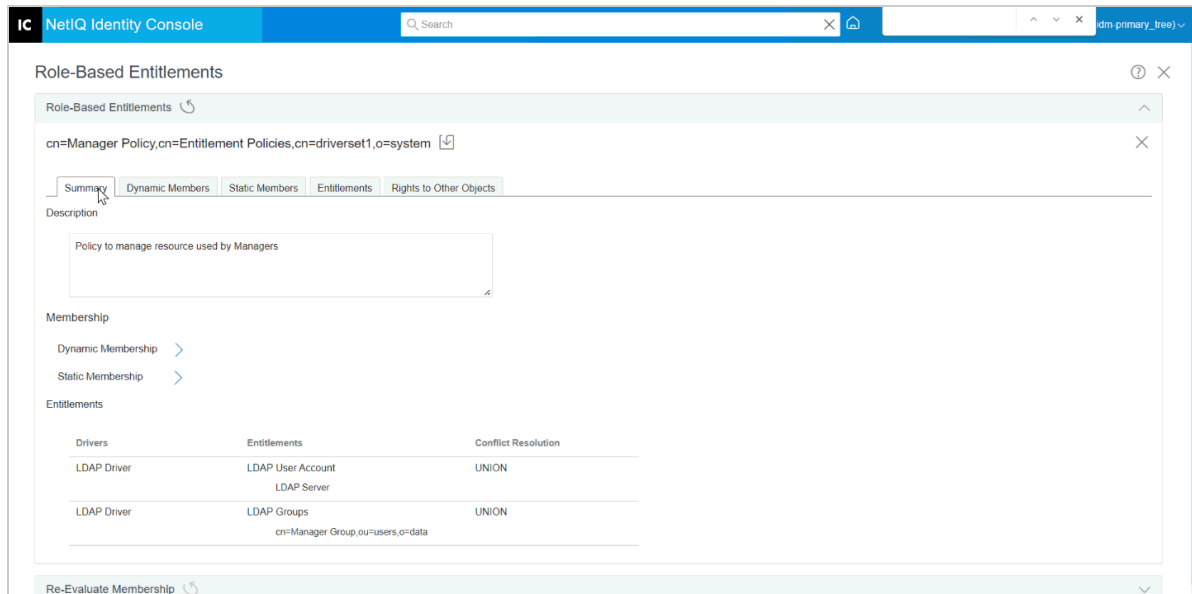 IC NetIQ Identity Console Search idm-primary_tree)
Role-Based Entitlements
Role-Based Entitlements
cn=Manager Policy,cn=Entitlement Policies,cn=driverset1,o=system
Summary Dynamic Members Static Members Entitlements Rights to Other Objects
Description
Policy to manage resource used by Managers
Membership
Dynamic Membership
Static Membership
Entitlements
Drivers Entitlements Conflict Resolution
LDAP Driver LDAP User Account UNION
LDAP Server
LDAP Driver LDAP Groups UNION
cn=Manager Group,ou=users,o=data
Re-Evaluate Membership